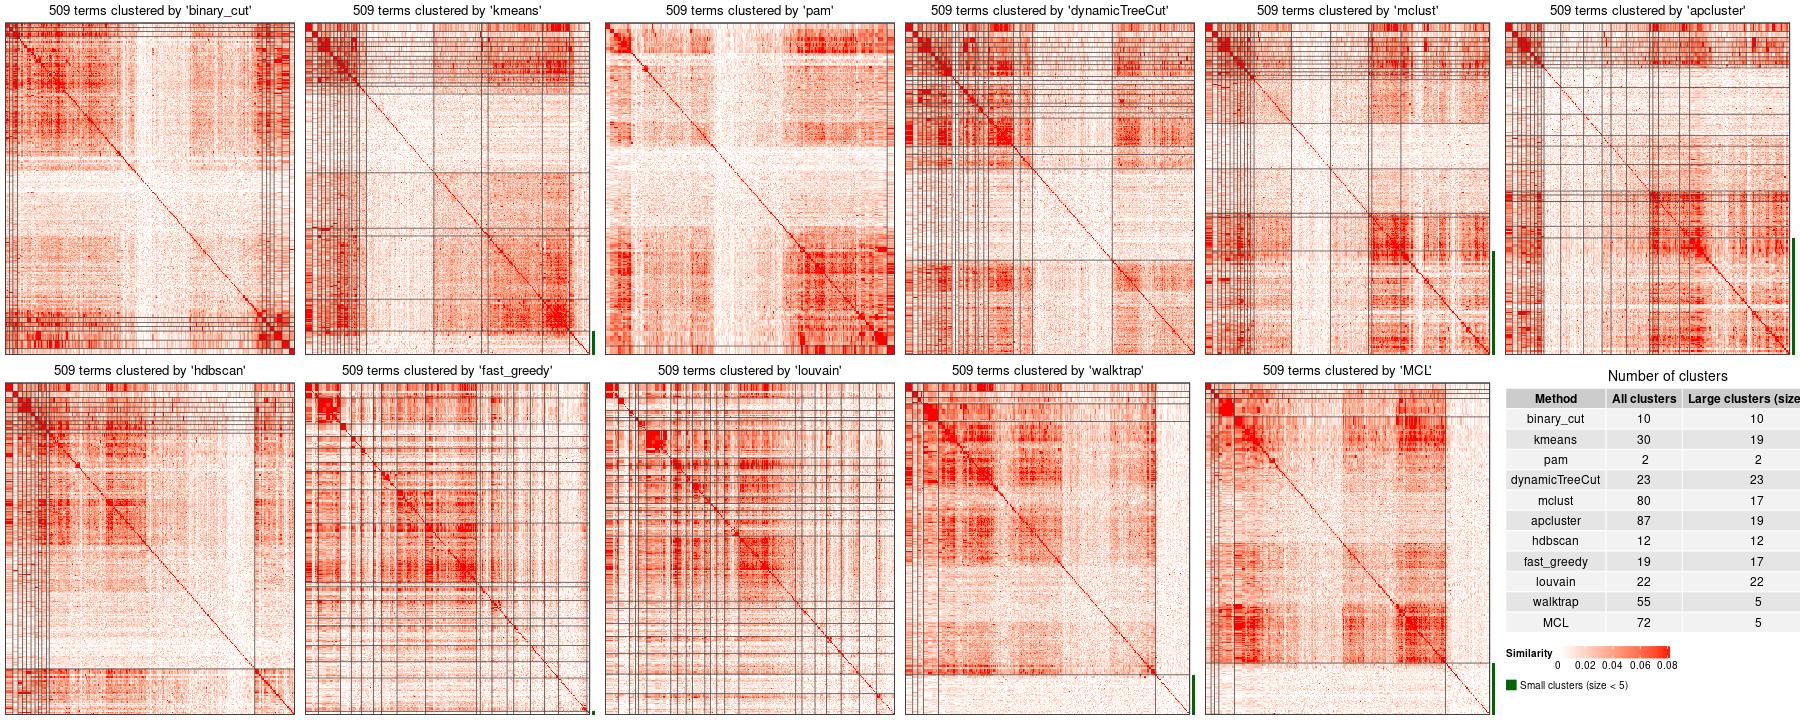 509 terms clustered by 'binary_cut'
509 terms clustered by 'kmeans'
509 terms clustered by 'pam'
509 terms clustered by 'dynamicTreeCut'
509 terms clustered by 'mclust'
509 terms clustered by 'apcluster'
509 terms clustered by 'hdbscan'
509 terms clustered by 'fast_greedy'
509 terms clustered by 'louvain'
509 terms clustered by 'walktrap'
509 terms clustered by 'MCL'
Number of clusters
Method All clusters Large clusters (size
binary_cut 10 10
kmeans 30 19
pam 2 2
dynamicTreeCut 23 23
mclust 80 17
apcluster 87 19
hdbscan 12 12
fast_greedy 19 17
louvain 22 22
walktrap 55 5
MCL 72 5
Similarity
0 0.02 0.04 0.06 0.08
Small clusters (size < 5)